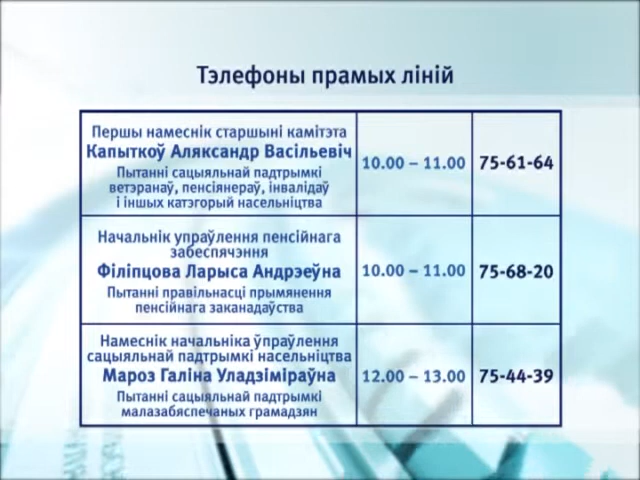 Тэлефоны прамых ліній
Першы намеснік старшыні камітэта
Капыткоў Аляксандр Васільевіч
Пытанні сацыяльнай падтрымкі
ветэранаў, пенсіянераў, інвалідаў
і іншых катэгорый насельніцтва
10.00 – 11.00
75-61-64
Начальнік упраўлення пенсійнага
забеспячэння
Філіпцова Ларыса Андрэеўна
Пытанні правільнасці прымянення
пенсійнага заканадаўства
10.00 – 11.00
75-68-20
Намеснік начальніка ўпраўлення
сацыяльнай падтрымкі насельніцтва
Мароз Галіна Уладзіміраўна
Пытанні сацыяльнай падтрымкі
малазабяспечаных грамадзян
12.00 – 13.00
75-44-39